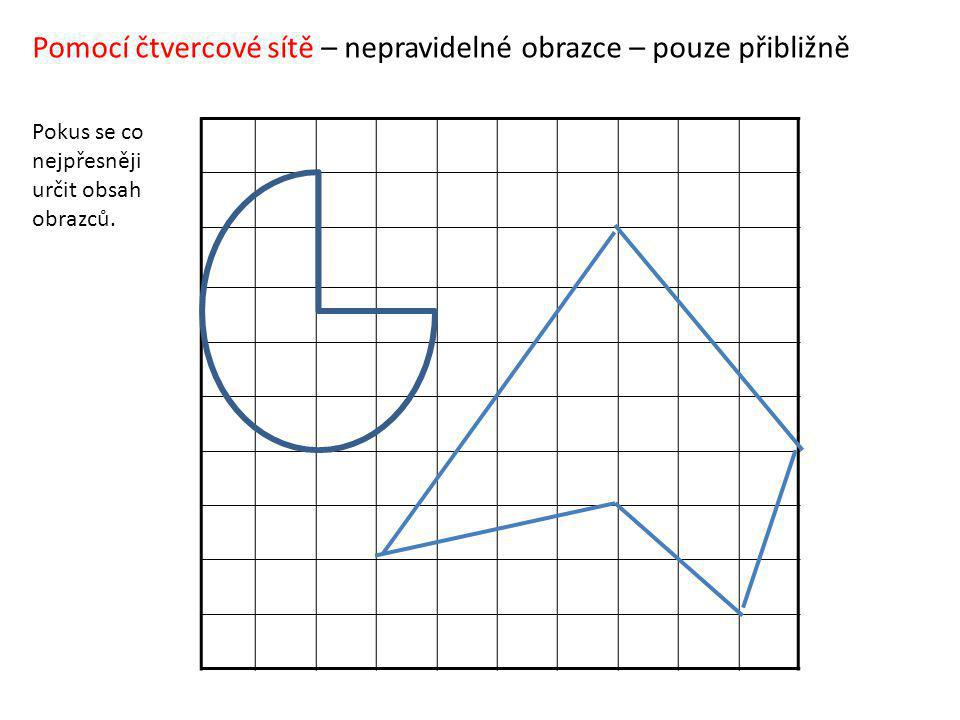 Pomocí čtvercové sítě – nepravidelné obrazce – pouze přibližně
Pokus se co
nejpřesněji
určit obsah
obrazců.